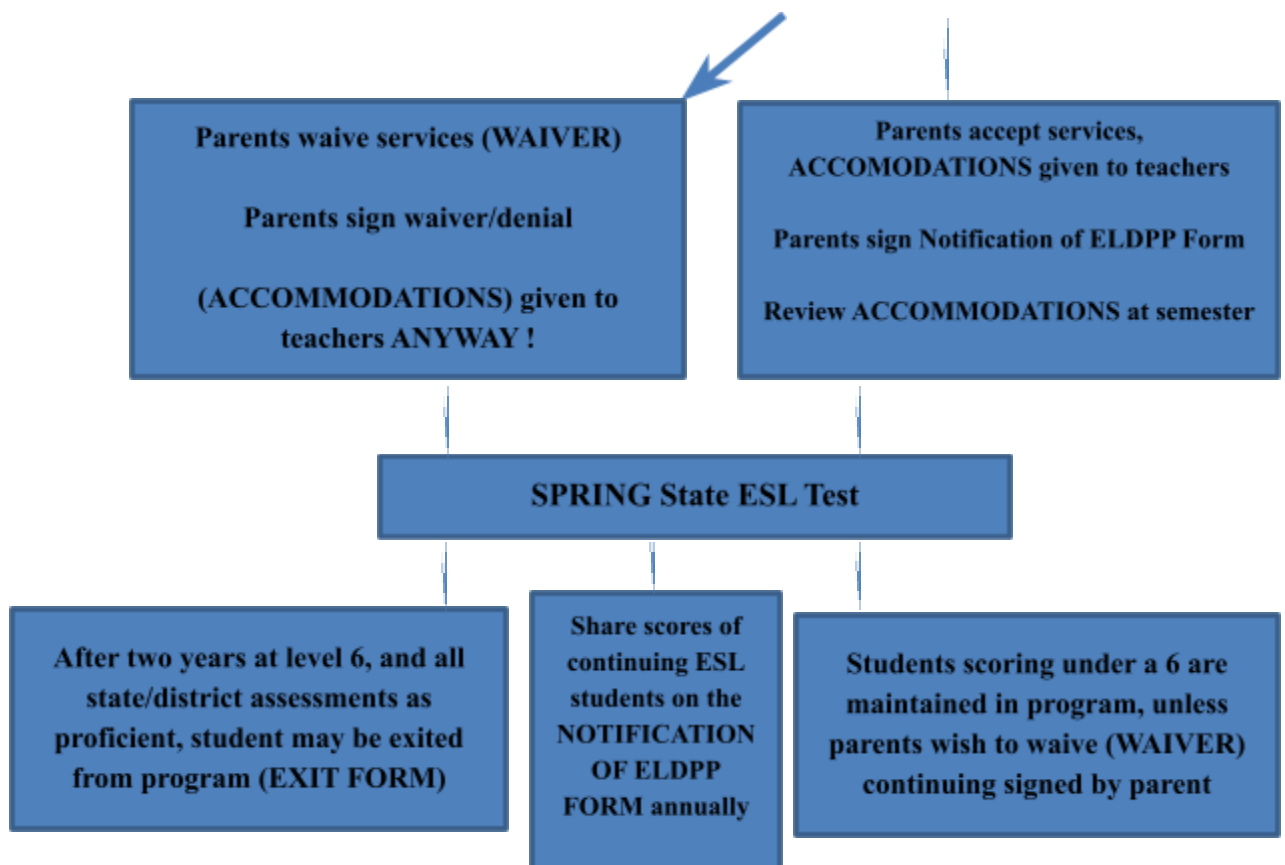 Parents waive services (WAIVER)
Parents sign waiver/denial
(ACCOMMODATIONS) given to
teachers ANYWAY !
Parents accept services,
ACCOMODATIONS given to teachers
Parents sign Notification of ELDPP Form
Review ACCOMMODATIONS at semester
SPRING State ESL Test
After two years at level 6, and all
state/district assessments as
proficient, student may be exited
from program (EXIT FORM)
Share scores of
continuing ESL
students on the
NOTIFICATION
OF ELDPP
FORM annually
Students scoring under a 6 are
maintained in program, unless
parents wish to waive (WAIVER)
continuing signed by parent